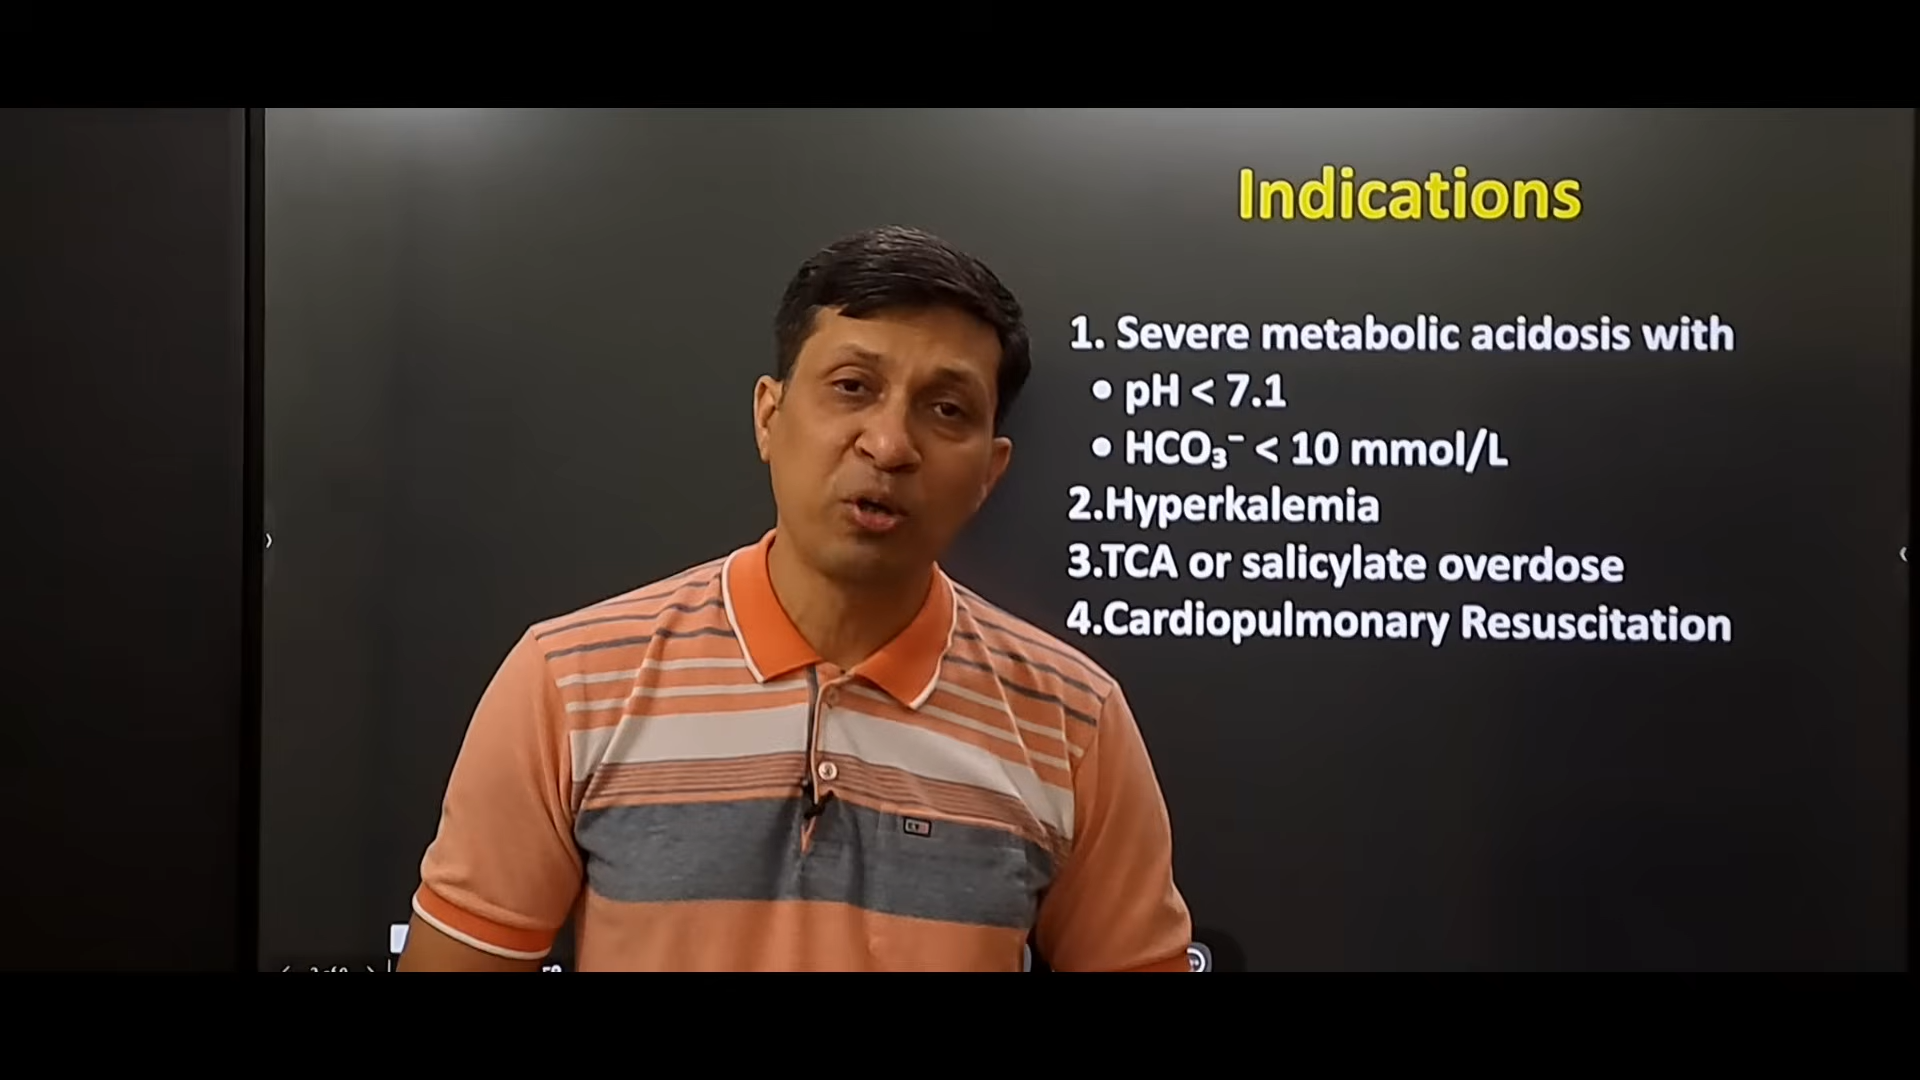 Indications
1. Severe metabolic acidosis with
• pH < 7.1
• HCO₃⁻ < 10 mmol/L
2.Hyperkalemia
3.TCA or salicylate overdose
4.Cardiopulmonary Resuscitation